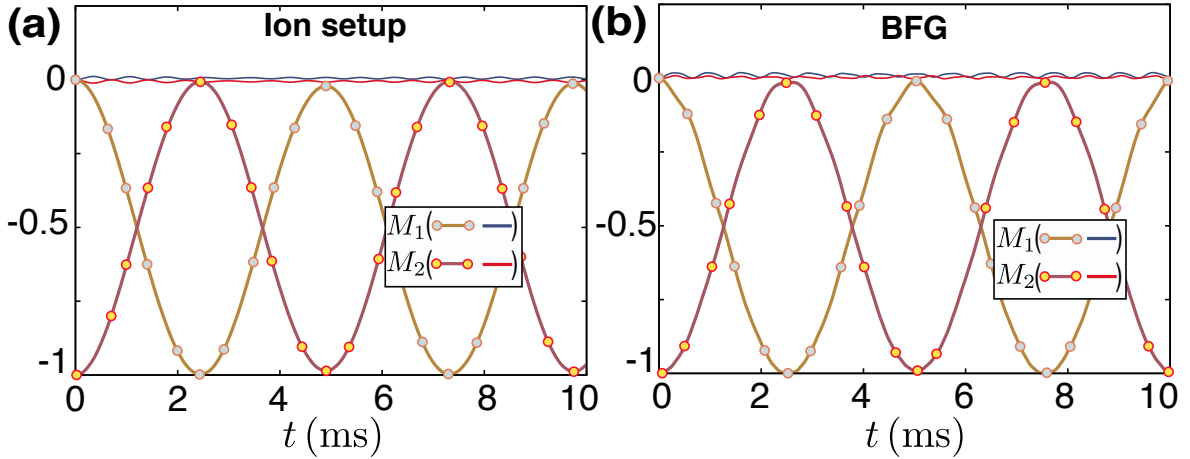 (a) Ion setup
0
-0.5
-1
M₁( )
M₂( )
0 2 4 6 8 10
t (ms)
(b) BFG
0
-0.5
-1
M₁( )
M₂( )
0 2 4 6 8 10
t (ms)